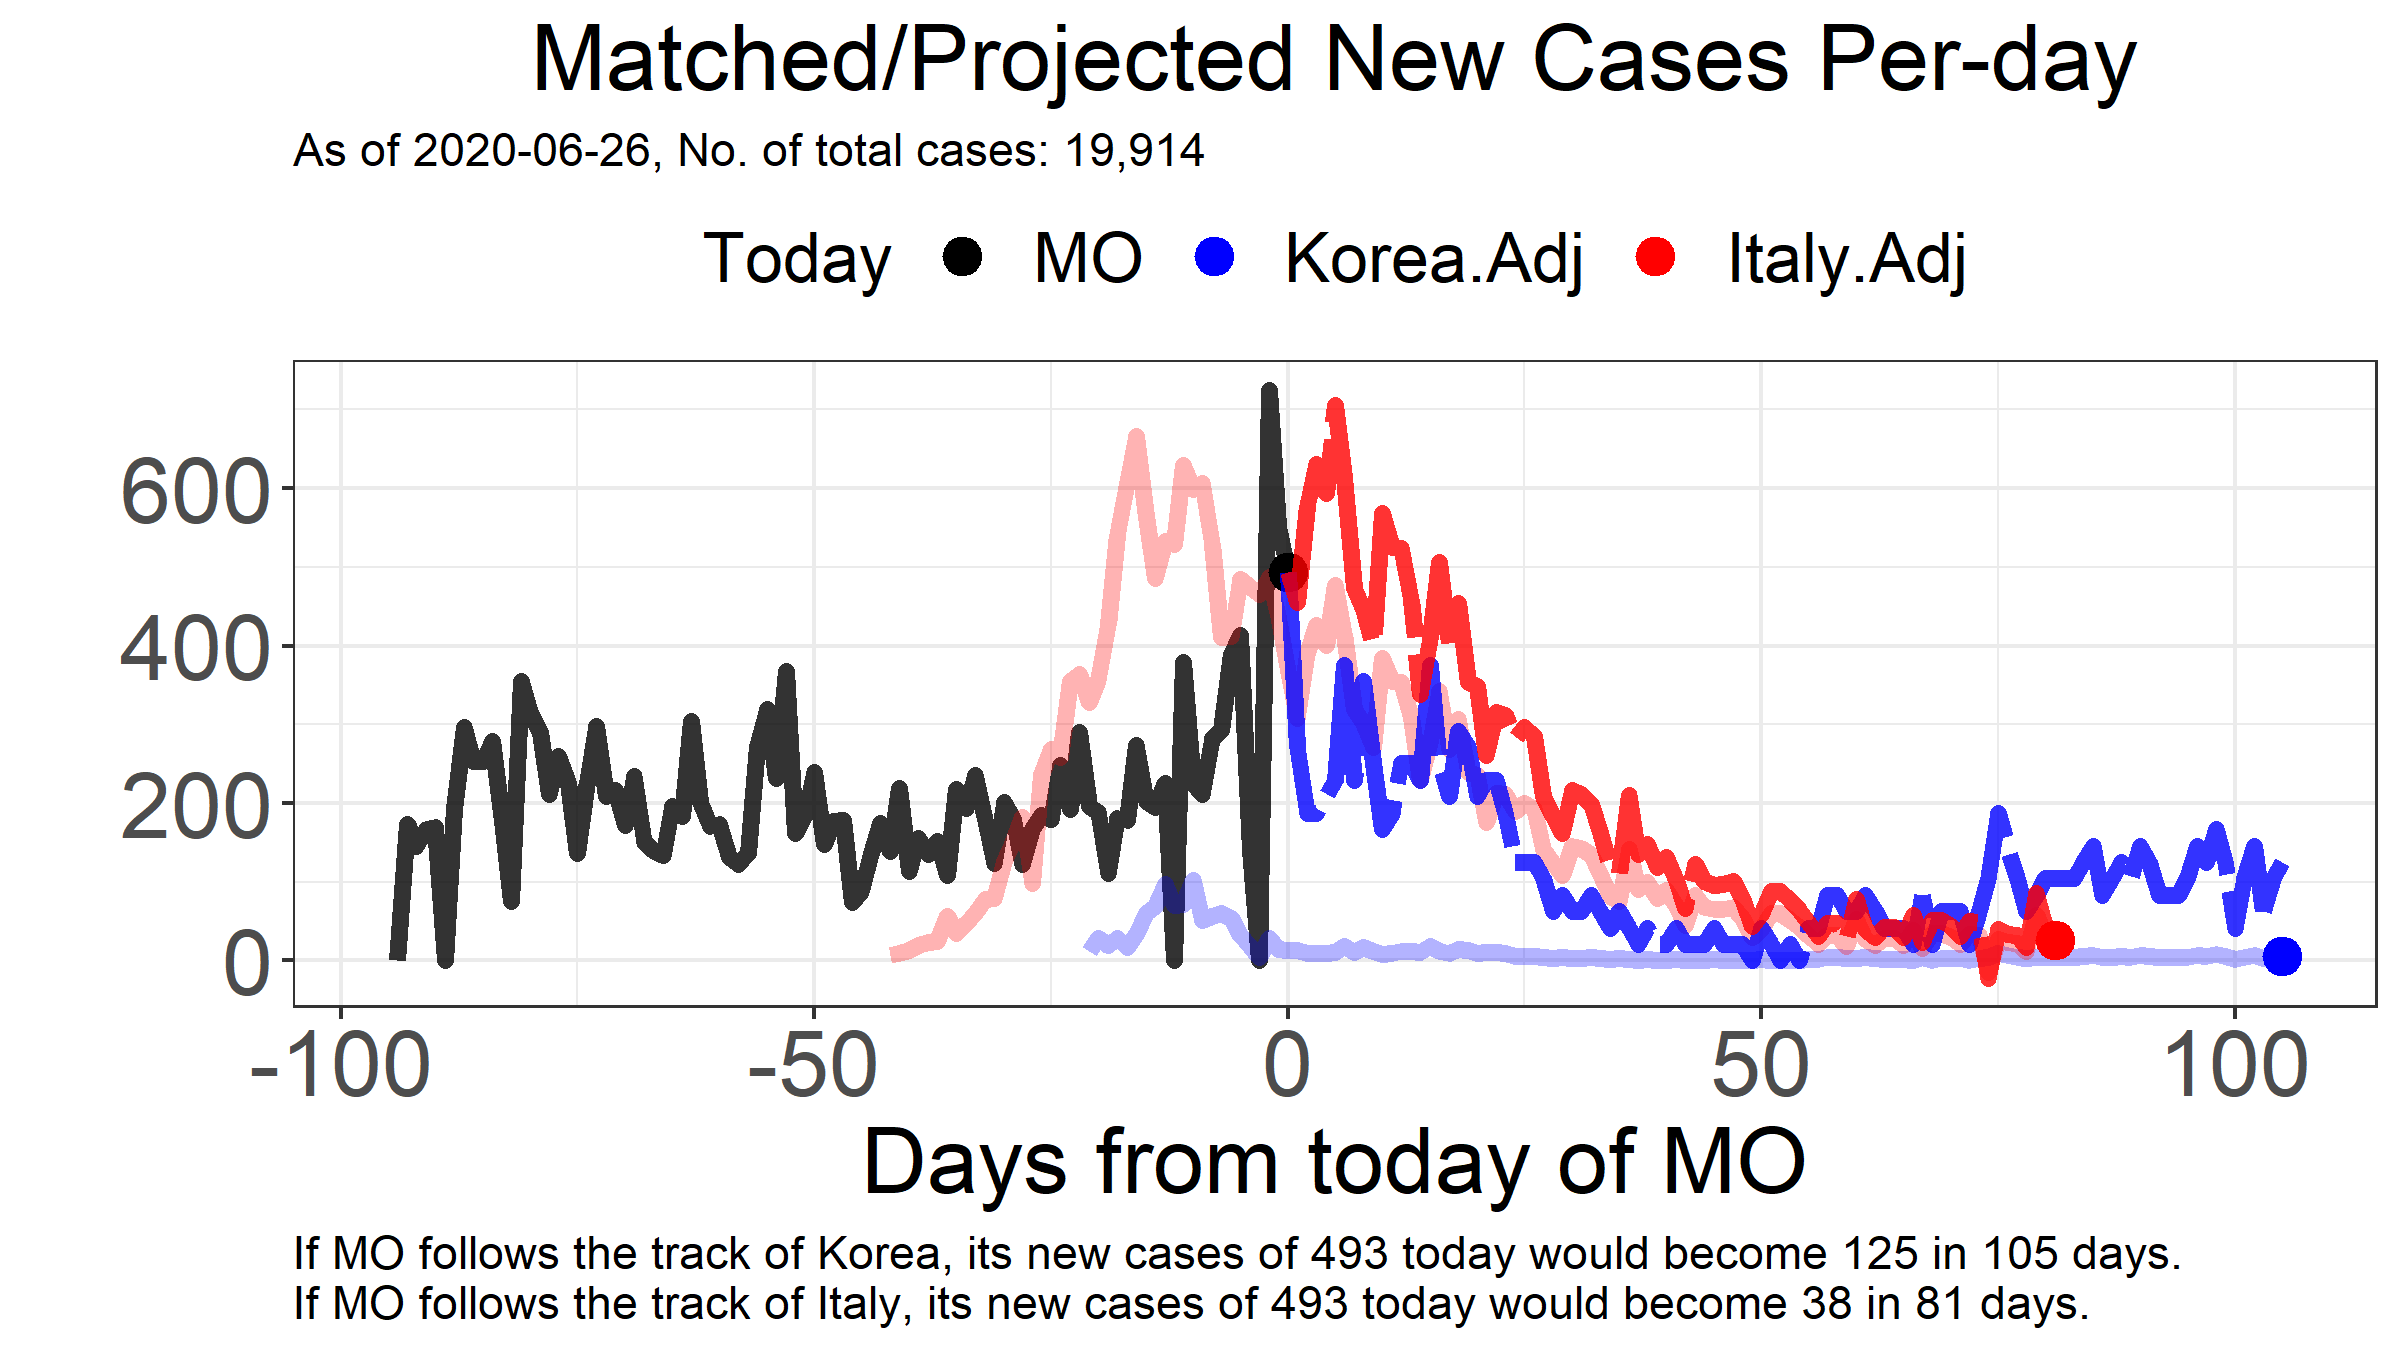 Matched/Projected New Cases Per-day
As of 2020-06-26, No. of total cases: 19,914
Today MO Korea.Adj Italy.Adj
600
400
200
0
-100 -50 0 50 100
Days from today of MO
If MO follows the track of Korea, its new cases of 493 today would become 125 in 105 days.
If MO follows the track of Italy, its new cases of 493 today would become 38 in 81 days.